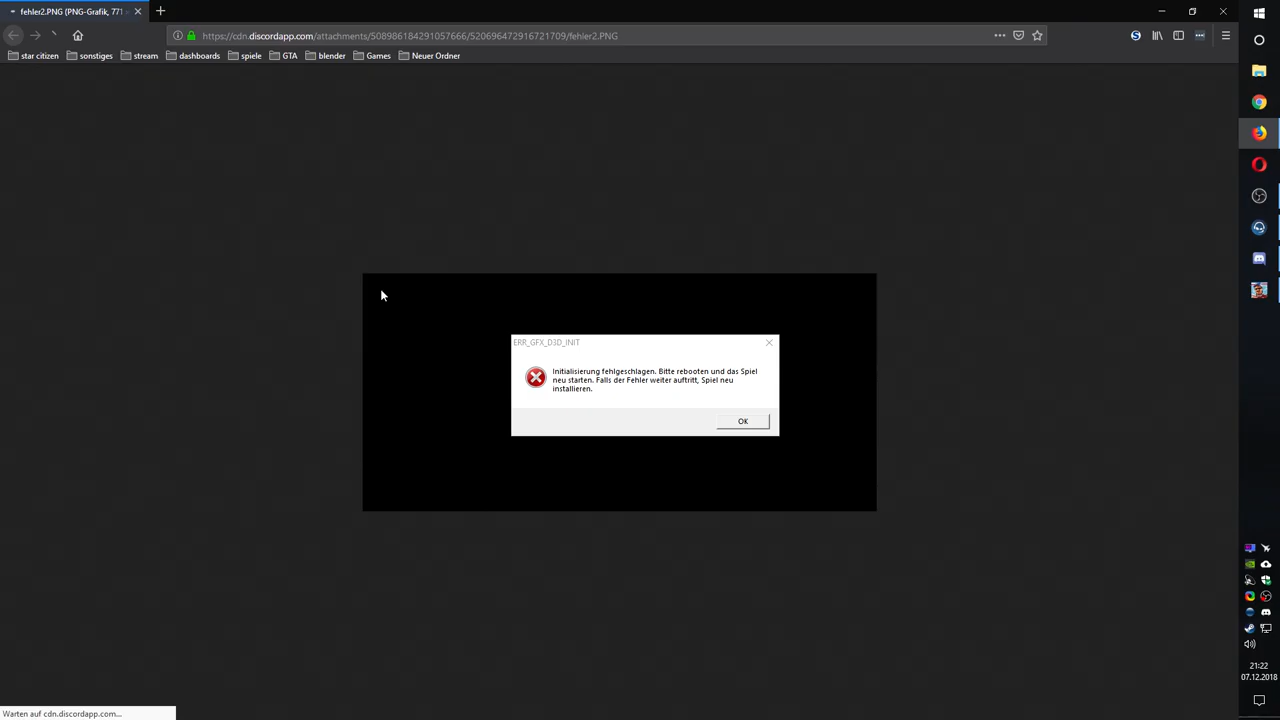 fehler2.PNG (PNG-Grafik, 771
https://cdn.discordapp.com/attachments/508986184291057666/520696472916721709/fehler2.PNG
star citizen
sonstiges
stream
dashboards
spiele
GTA
blender
Games
Neuer Ordner
ERR_GFX_D3D_INIT
Initialisierung fehlgeschlagen. Bitte rebooten und das Spiel
neu starten. Falls der Fehler weiter auftritt, Spiel neu
installieren.
OK
21:22
07.12.2018
Warten auf cdn.discordapp.com...